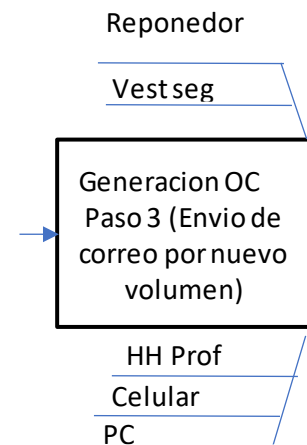 Reponedor
Vest seg
Generacion OC
Paso 3 (Envio de
correo por nuevo
volumen)
HH Prof
Celular
PC